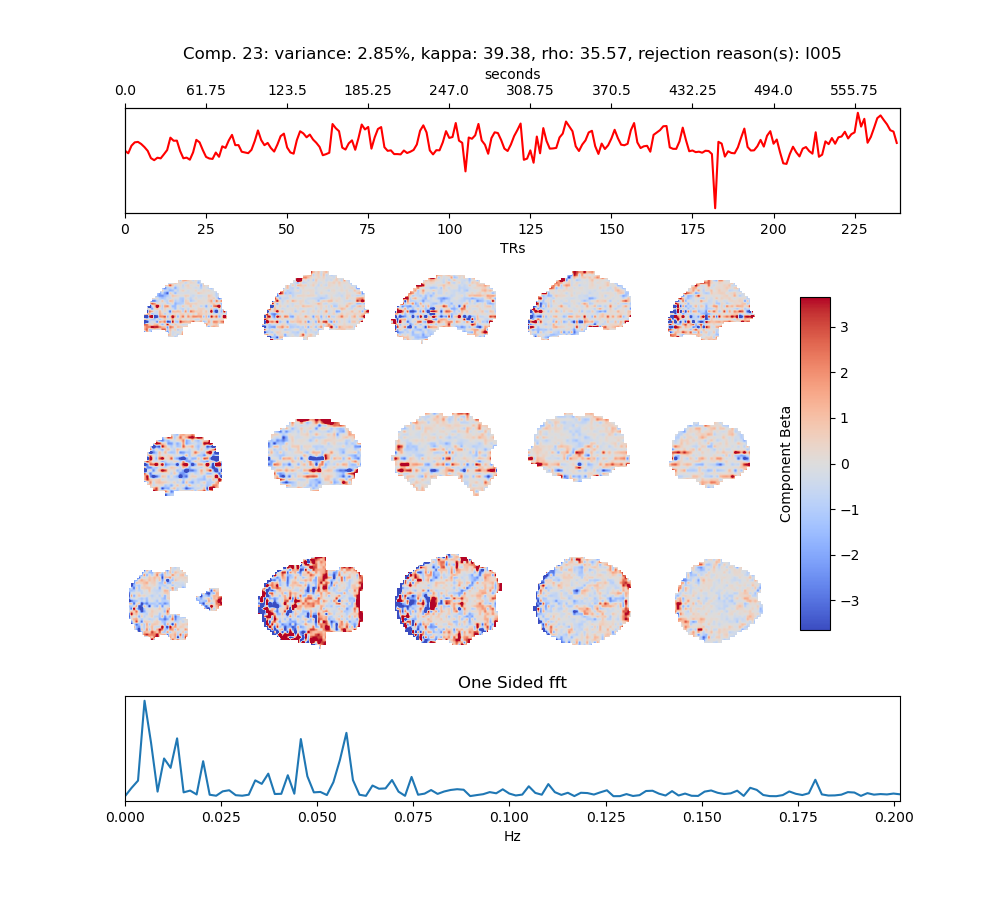 Comp. 23: variance: 2.85%, kappa: 39.38, rho: 35.57, rejection reason(s): I005
seconds
0.0 61.75 123.5 185.25 247.0 308.75 370.5 432.25 494.0 555.75
0 25 50 75 100 125 150 175 200 225
TRs
3
2
1
0
−1
−2
−3
Component Beta
One Sided fft
0.000 0.025 0.050 0.075 0.100 0.125 0.150 0.175 0.200
Hz